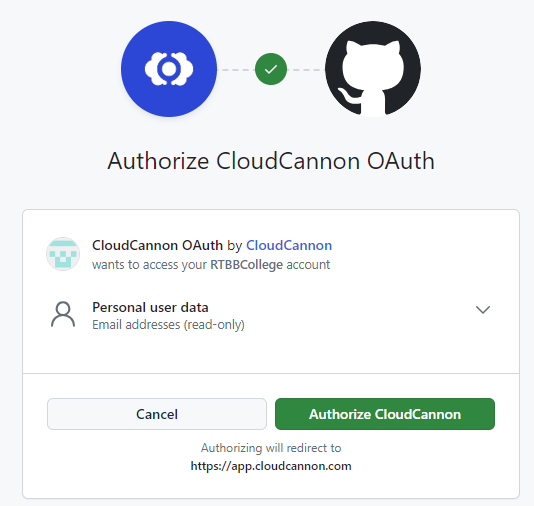 Authorize CloudCannon OAuth
CloudCannon OAuth by CloudCannon
wants to access your RTBBCollege account
Personal user data
Email addresses (read-only)
Cancel
Authorize CloudCannon
Authorizing will redirect to
https://app.cloudcannon.com